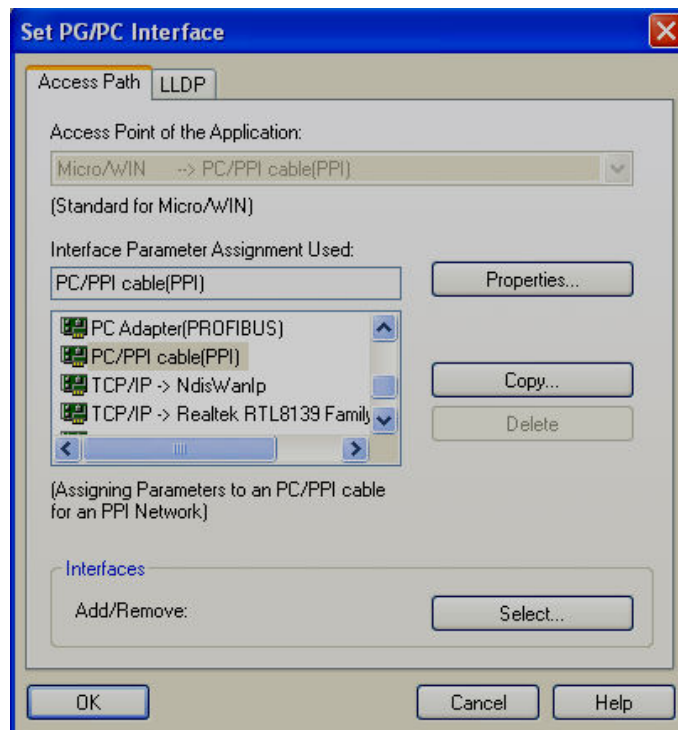 Set PG/PC Interface
Access Path
LLDP
Access Point of the Application:
Micro/WIN --> PC/PPI cable(PPI)
(Standard for Micro/WIN)
Interface Parameter Assignment Used:
PC/PPI cable(PPI)
Properties...
PC Adapter(PROFIBUS)
PC/PPI cable(PPI)
TCP/IP -> NdisWanIp
TCP/IP -> Realtek RTL8139 Family
Copy...
Delete
(Assigning Parameters to an PC/PPI cable
for an PPI Network)
Interfaces
Add/Remove:
Select...
OK
Cancel
Help